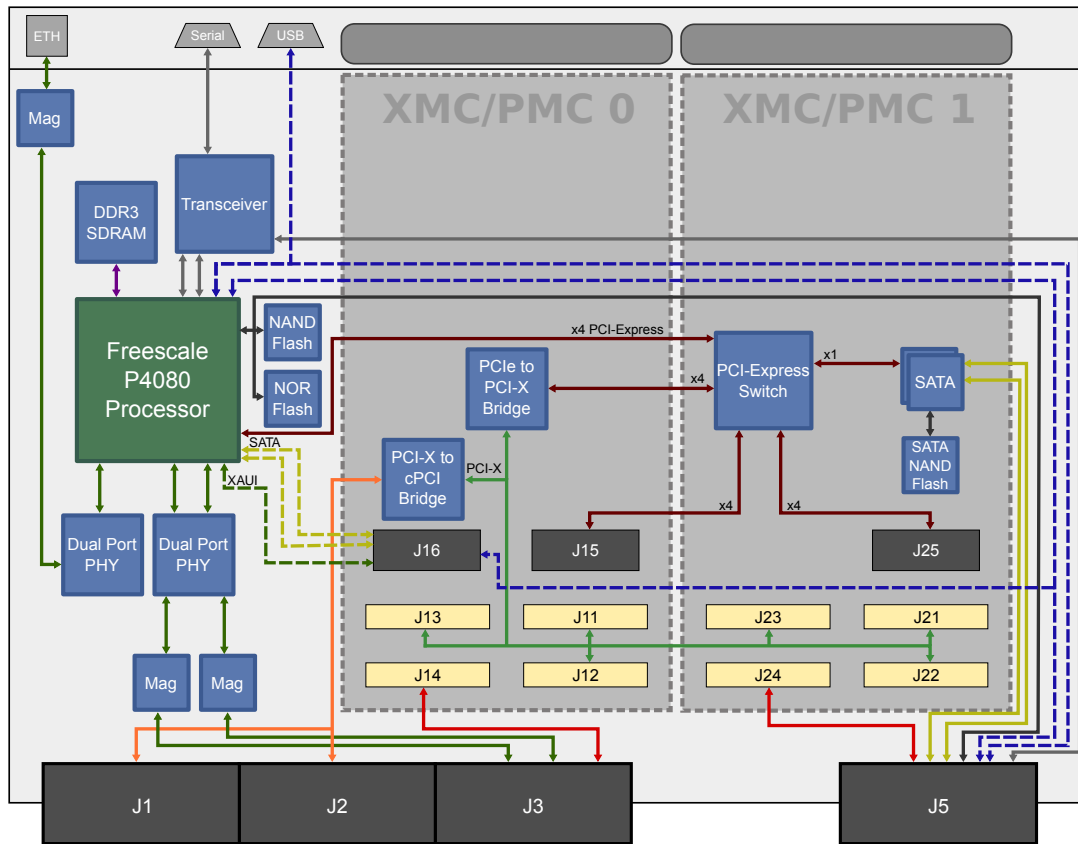 ETH
Serial
USB
XMC/PMC 0
XMC/PMC 1
Mag
DDR3
SDRAM
Transceiver
Freescale
P4080
Processor
NAND
Flash
NOR
Flash
x4 PCI-Express
PCIe to
PCI-X
Bridge
x4
PCI-Express
Switch
x1
SATA
SATA
NAND
Flash
SATA
XAUI
PCI-X to
cPCI
Bridge
PCI-X
x4
x4
Dual Port
PHY
Dual Port
PHY
J16
J15
J25
J13
J11
J23
J21
J14
J12
J24
J22
Mag
Mag
J1
J2
J3
J5